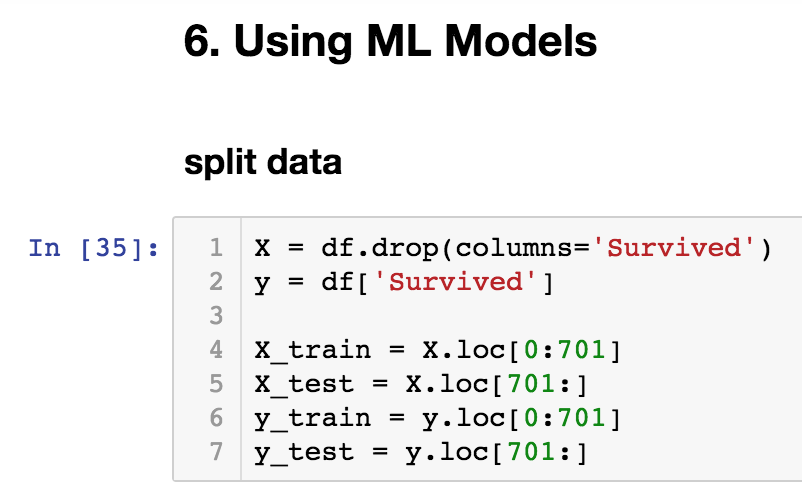 6. Using ML Models
split data
In [35]:
1 X = df.drop(columns='Survived')
2 y = df['Survived']
3
4 X_train = X.loc[0:701]
5 X_test = X.loc[701:]
6 y_train = y.loc[0:701]
7 y_test = y.loc[701:]